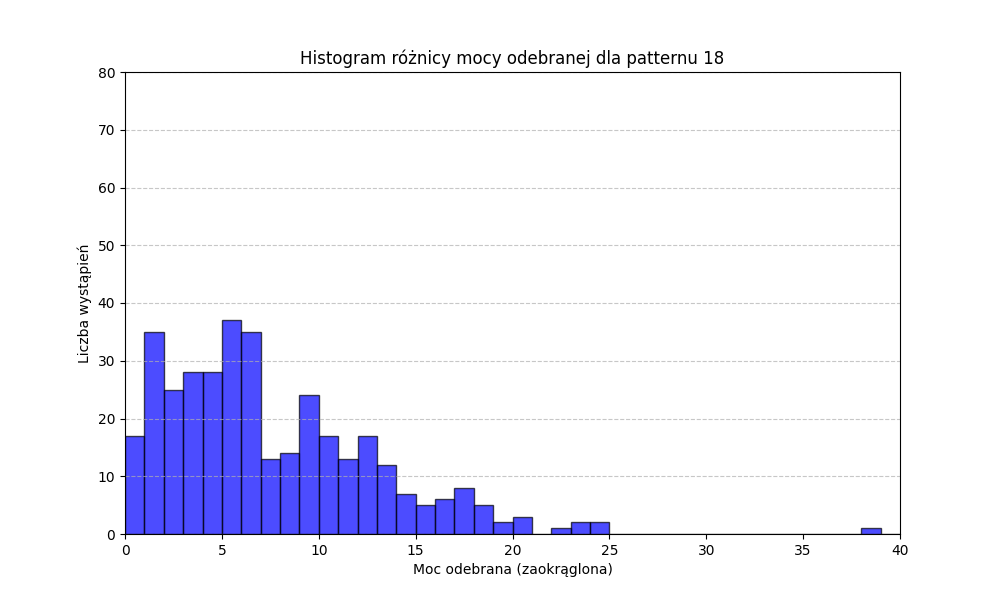 Histogram różnicy mocy odebranej dla patternu 18
80
70
60
50
40
30
20
10
0
Liczba wystąpień
0 5 10 15 20 25 30 35 40
Moc odebrana (zaokrąglona)